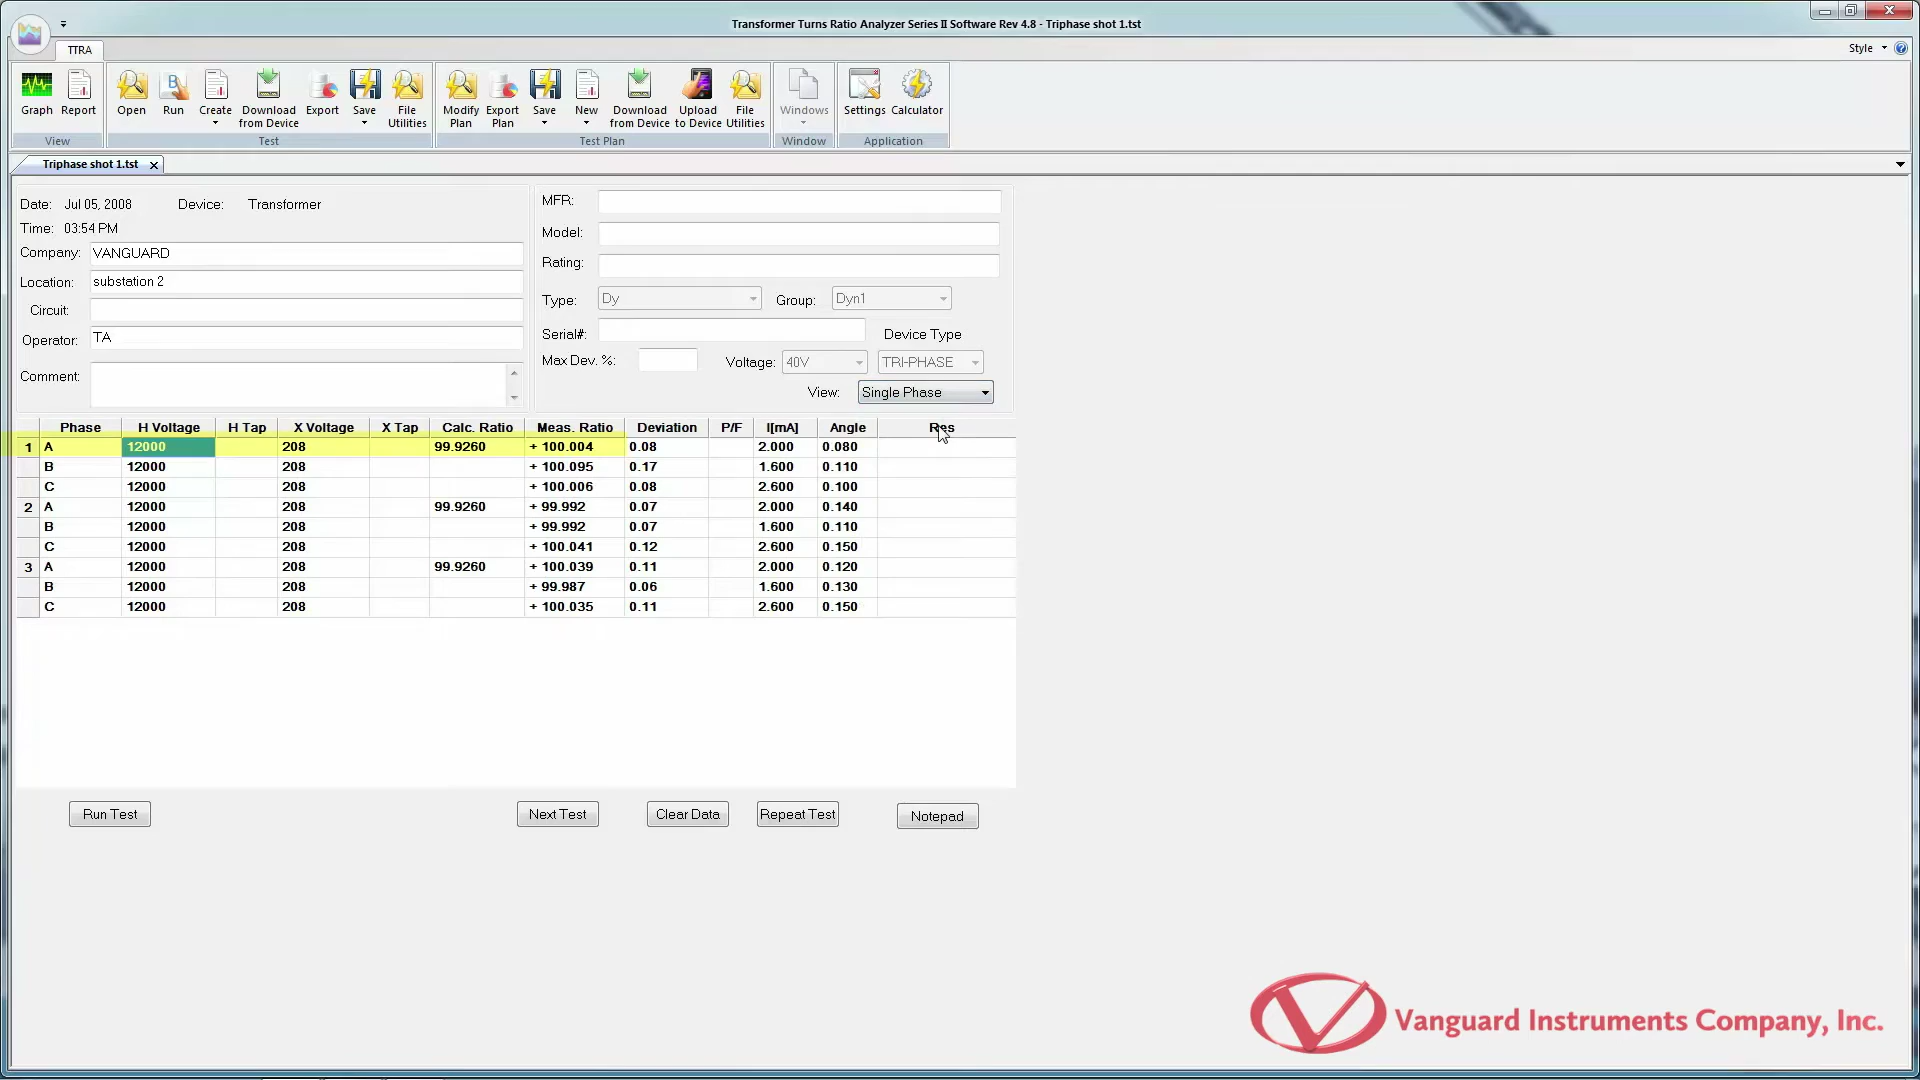 Transformer Turns Ratio Analyzer Series II Software Rev 4.8 - Triphase shot 1.tst
TTRA
Style
Graph Report Open Run Create Download from Device Export Save File Utilities Modify Plan Export Plan Save New Download from Device Upload to Device File Utilities Windows Settings Calculator
View Test Test Plan Window Application
Triphase shot 1.tst
Date: Jul 05, 2008 Device: Transformer
Time: 03:54 PM
Company: VANGUARD
Location: substation 2
Circuit:
Operator: TA
Comment:
MFR:
Model:
Rating:
Type: Dy Group: Dyn1
Serial#: Device Type
Max Dev. %: Voltage: 40V TRI-PHASE
View: Single Phase
Phase H Voltage H Tap X Voltage X Tap Calc. Ratio Meas. Ratio Deviation P/F I[mA] Angle Res
1 A 12000 208 99.9260 + 100.004 0.08 2.000 0.080
B 12000 208 + 100.095 0.17 1.600 0.110
C 12000 208 + 100.006 0.08 2.600 0.100
2 A 12000 208 99.9260 + 99.992 0.07 2.000 0.140
B 12000 208 + 99.992 0.07 1.600 0.110
C 12000 208 + 100.041 0.12 2.600 0.150
3 A 12000 208 99.9260 + 100.039 0.11 2.000 0.120
B 12000 208 + 99.987 0.06 1.600 0.130
C 12000 208 + 100.035 0.11 2.600 0.150
Run Test Next Test Clear Data Repeat Test Notepad
Vanguard Instruments Company, Inc.